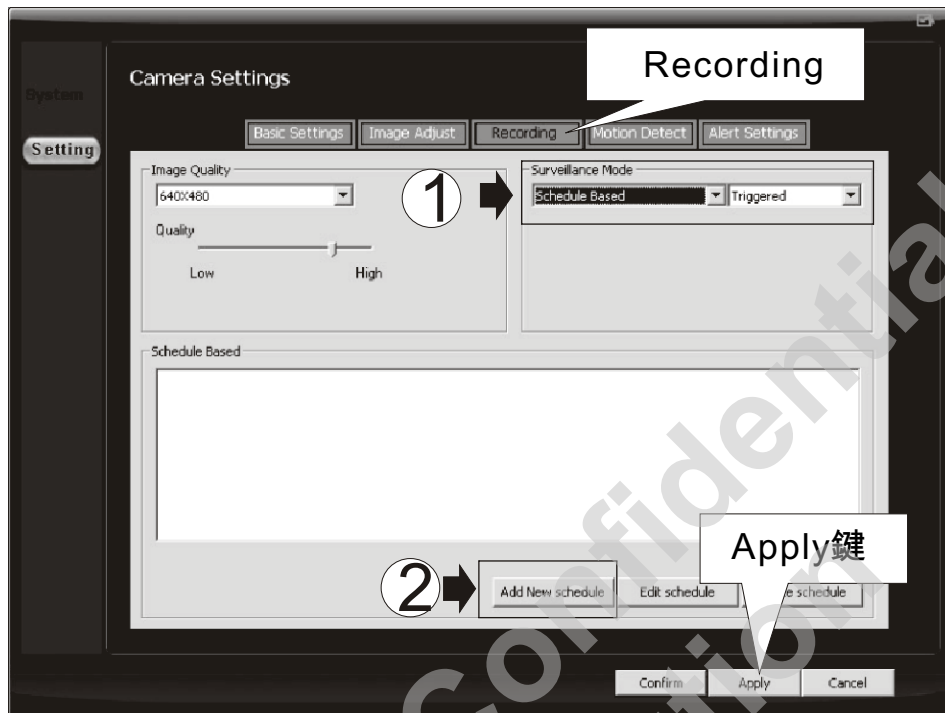 Recording
Camera Settings
System
Setting
Basic Settings
Image Adjust
Recording
Motion Detect
Alert Settings
Image Quality
640X480
Quality
Low
High
1
Surveillance Mode
Schedule Based
Triggered
Schedule Based
Apply鍵
2
Add New schedule
Edit schedule
schedule
Confirm
Apply
Cancel
Confidential